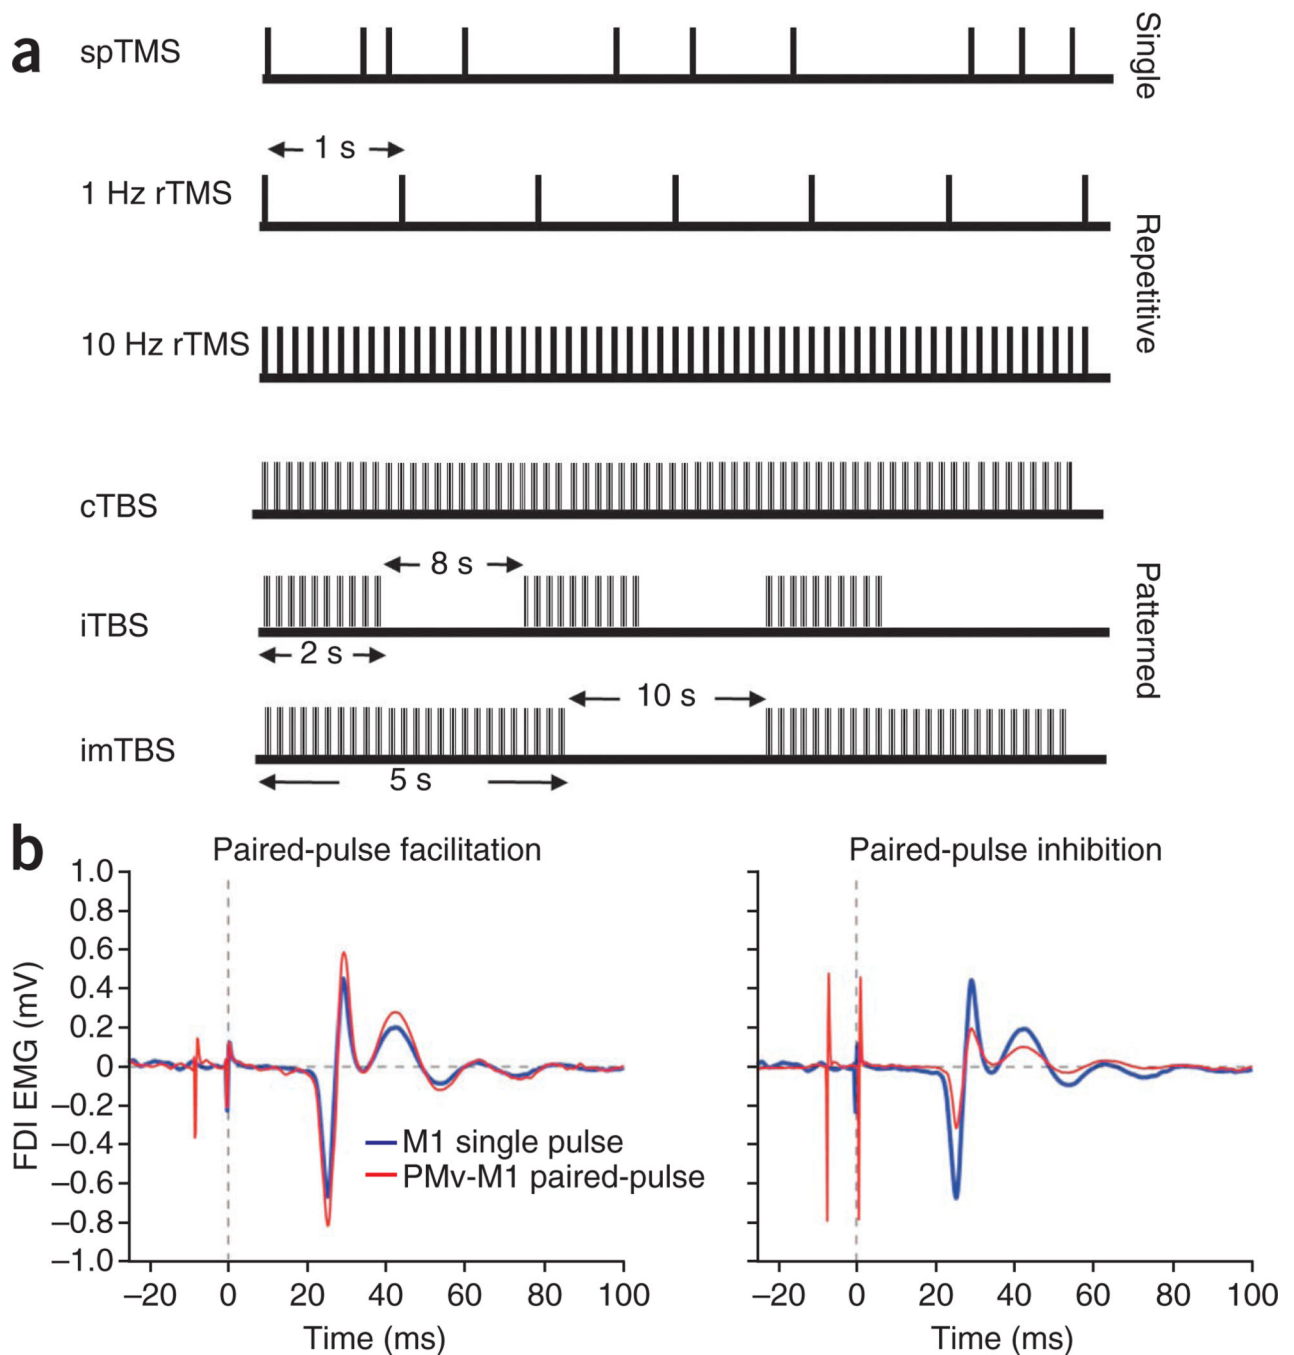 a
spTMS
Single
1 s
1 Hz rTMS
Repetitive
10 Hz rTMS
cTBS
8 s
iTBS
2 s
Patterned
10 s
imTBS
5 s
b
Paired-pulse facilitation
Paired-pulse inhibition
1.0
0.8
0.6
0.4
0.2
0
–0.2
–0.4
–0.6
–0.8
–1.0
FDI EMG (mV)
M1 single pulse
PMv-M1 paired-pulse
–20 0 20 40 60 80 100
–20 0 20 40 60 80 100
Time (ms)
Time (ms)